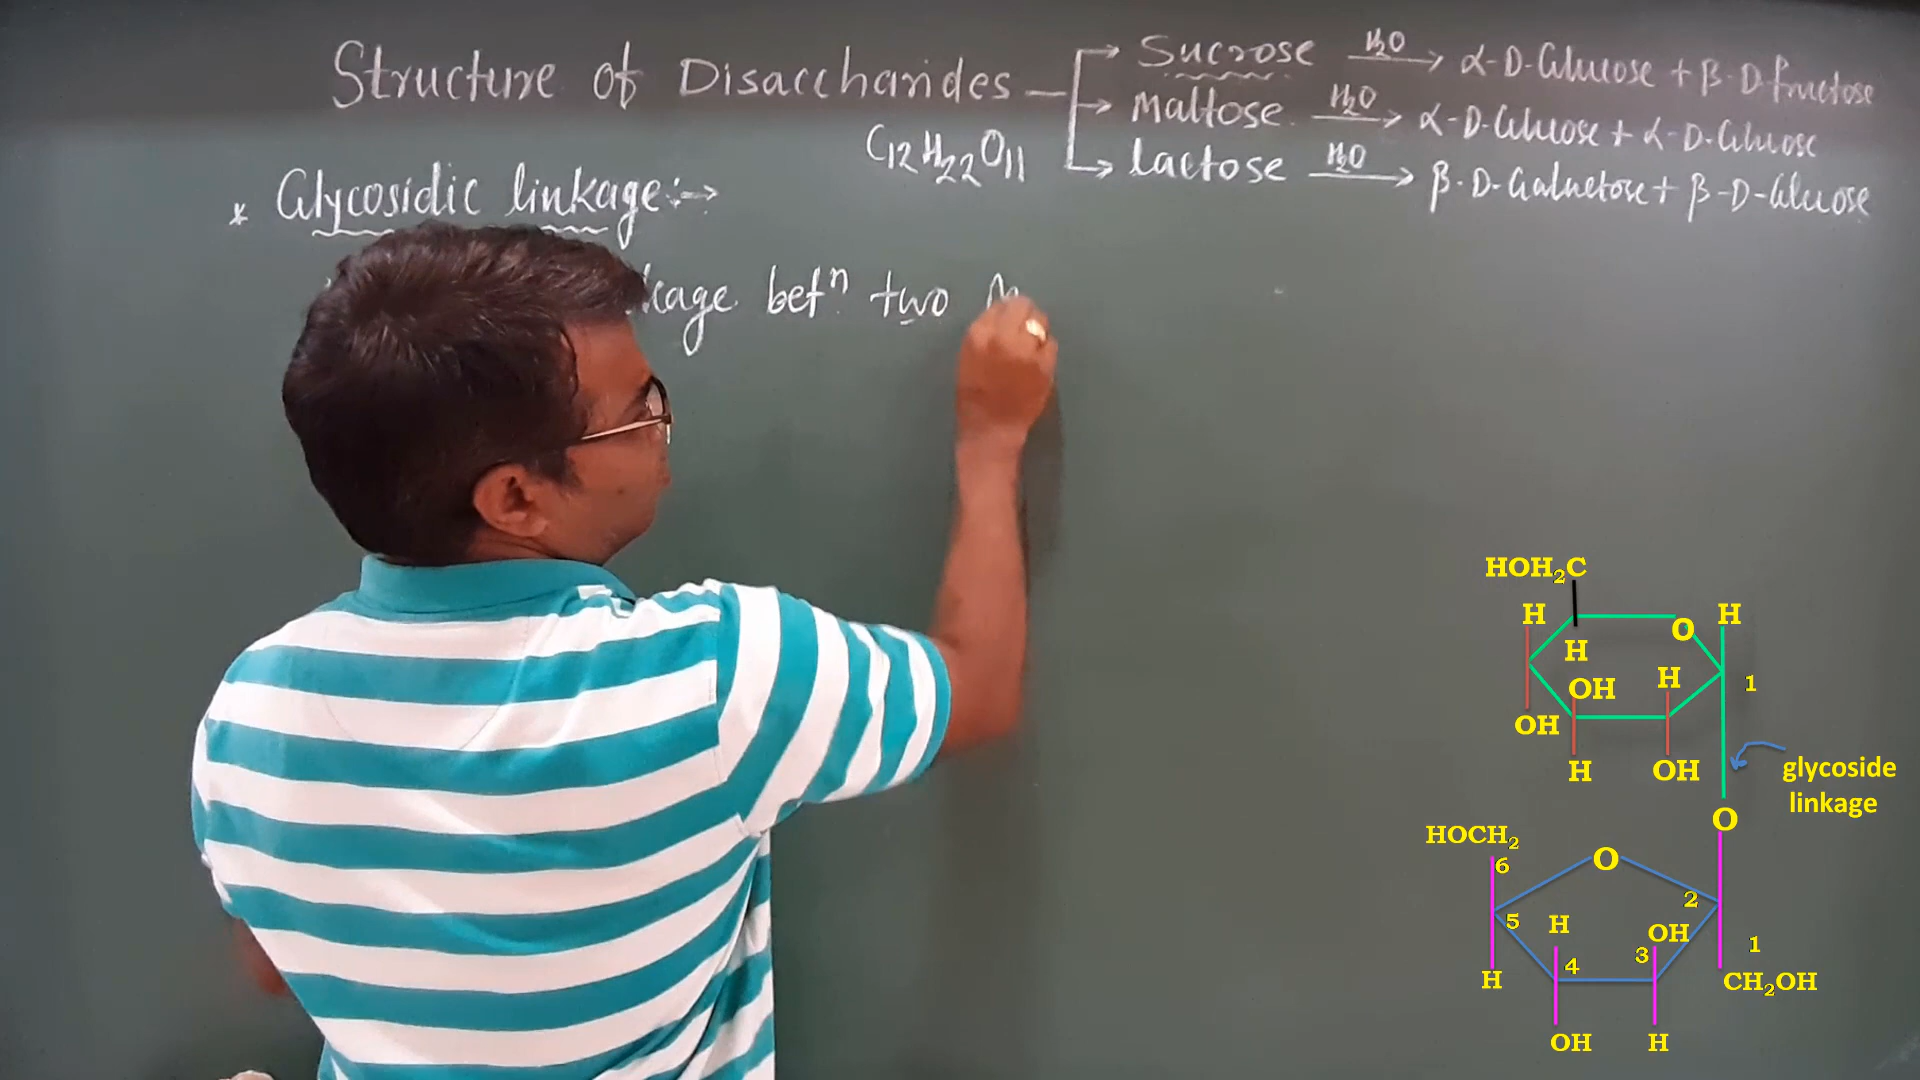 Structure of Disaccharides
Sucrose H2O → α-D-Glucose + β-D-fructose
Maltose H2O → α-D-Glucose + α-D-Glucose
C12H22O11
lactose H2O → β-D-Galactose + β-D-Glucose
* Glycosidic linkage:→
kage betⁿ two
HOH₂C
H O H
H
OH H 1
OH
H OH
glycoside
linkage
O
HOCH₂
6 O
2
5 H OH
3 1
4
H CH₂OH
OH H